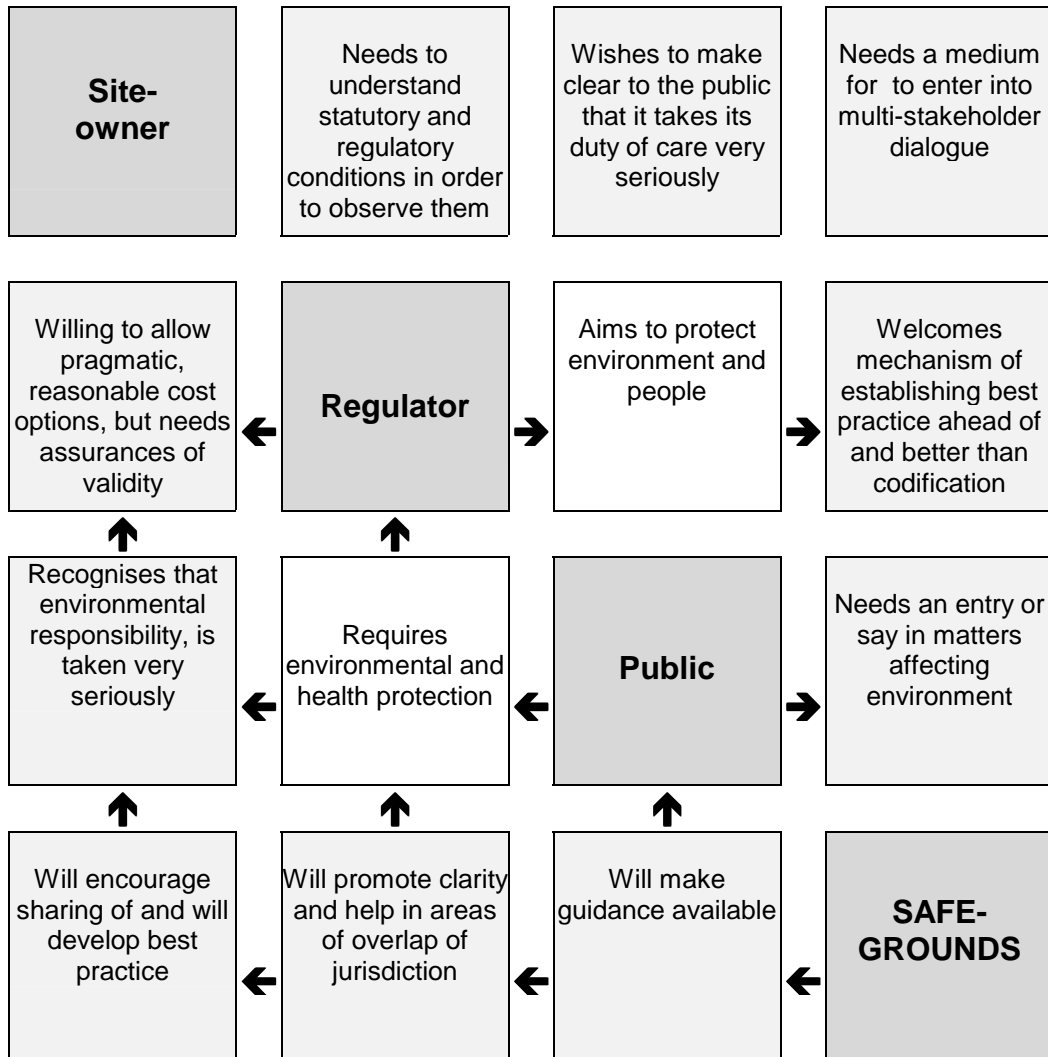 Site-
owner
Needs to
understand
statutory and
regulatory
conditions in order
to observe them
Wishes to make
clear to the public
that it takes its
duty of care very
seriously
Needs a medium
for  to enter into
multi-stakeholder
dialogue
Willing to allow
pragmatic,
reasonable cost
options, but needs
assurances of
validity
Regulator
Aims to protect
environment and
people
Welcomes
mechanism of
establishing best
practice ahead of
and better than
codification
Recognises that
environmental
responsibility, is
taken very
seriously
Requires
environmental and
health protection
Public
Needs an entry or
say in matters
affecting
environment
Will encourage
sharing of and will
develop best
practice
Will promote clarity
and help in areas
of overlap of
jurisdiction
Will make
guidance available
SAFE-
GROUNDS